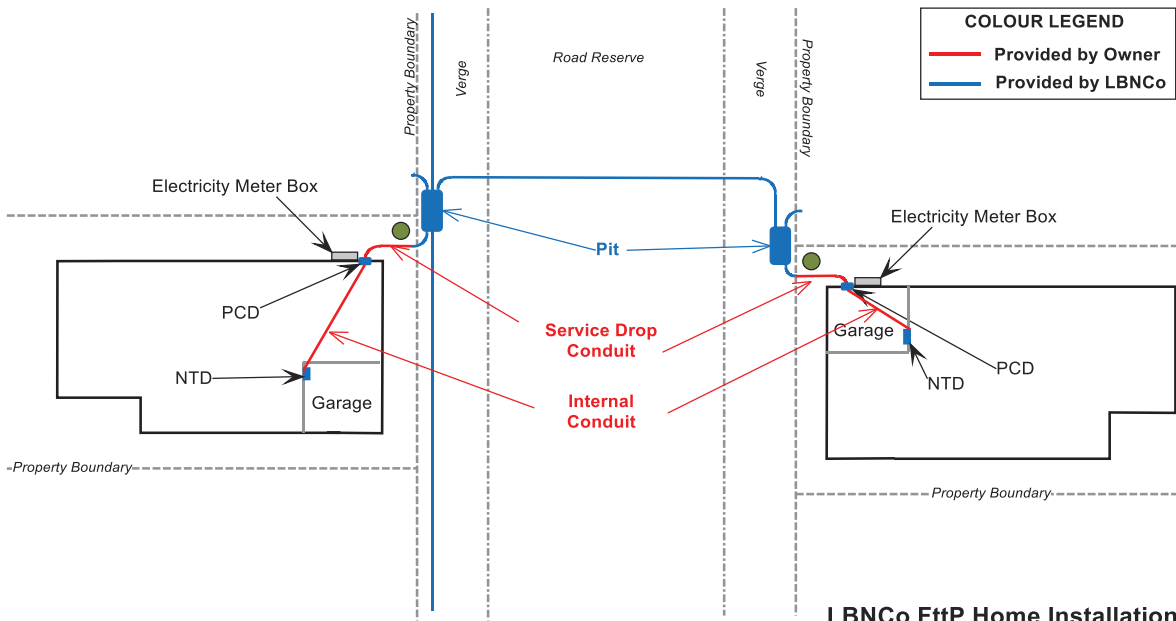 COLOUR LEGEND
Provided by Owner
Provided by LBNCo
Property Boundary
Verge
Road Reserve
Verge
Property Boundary
Electricity Meter Box
Electricity Meter Box
Pit
PCD
Service Drop
Conduit
Garage
PCD
NTD
NTD
Internal
Conduit
Garage
Property Boundary
Property Boundary
LBNCo FttP Home Installation